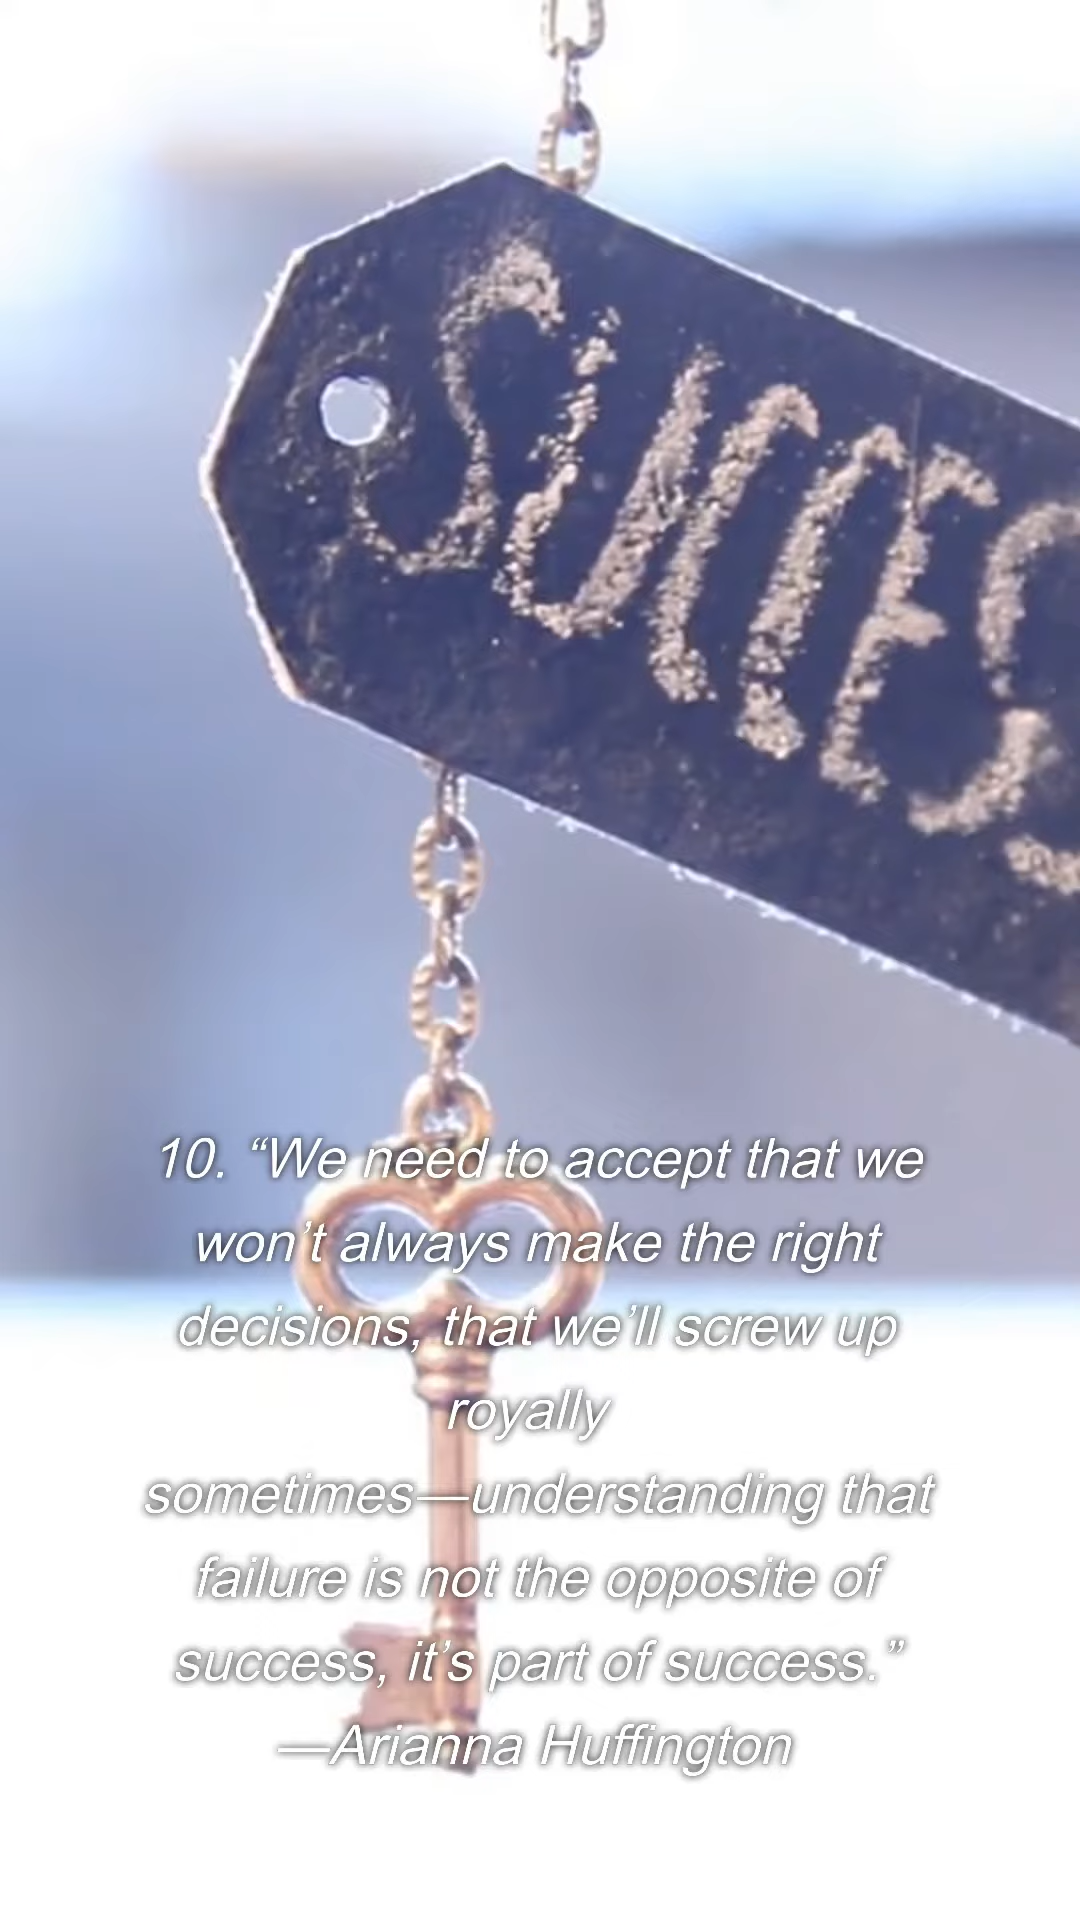 SUCCES
10. “We need to accept that we
won’t always make the right
decisions, that we’ll screw up
royally
sometimes—understanding that
failure is not the opposite of
success, it’s part of success.”
—Arianna Huffington